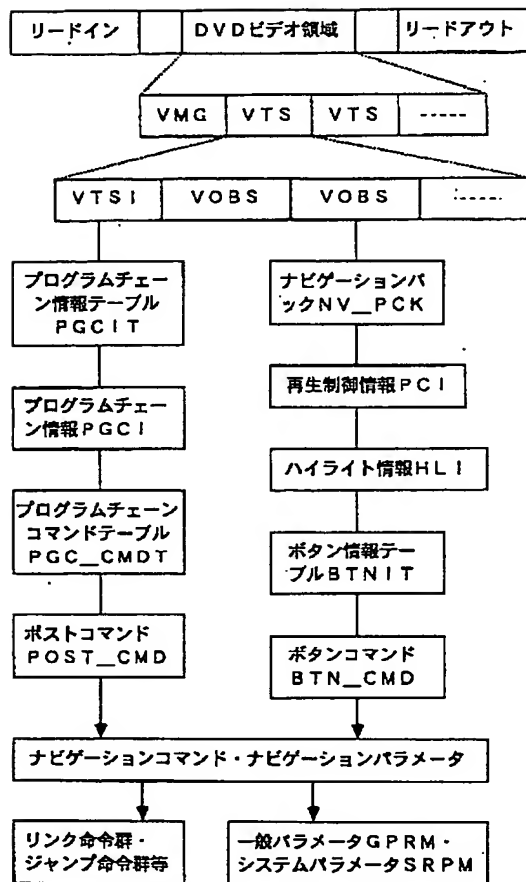 リードイン DVDビデオ領域 リードアウト
VMG VTS VTS -----
VTSI VOBS VOBS -----
プログラムチェー
ン情報テーブル
PGCIT
プログラムチェー
ン情報PGCI
プログラムチェーン
コマンドテーブル
PGC__CMDT
ポストコマンド
POST__CMD
ナビゲーションパ
ックNV__PCK
再生制御情報PCI
ハイライト情報HLI
ボタン情報テー
ブルBTNIT
ボタンコマンド
BTN__CMD
ナビゲーションコマンド・ナビゲーションパラメータ
リンク命令群・
ジャンプ命令群等
一般パラメータGPRM・
システムパラメータSRPM